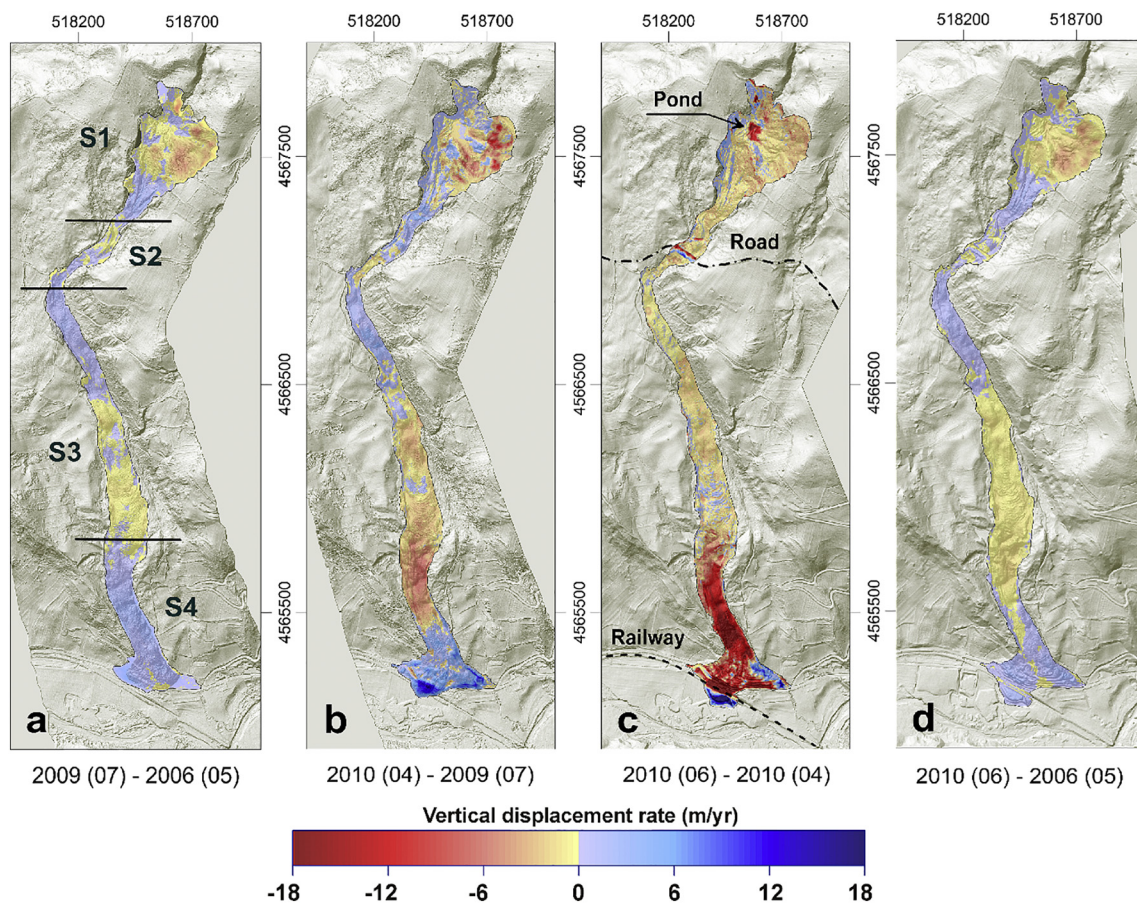 518200 518700
518200 518700
518200 518700
518200 518700
Pond
S1
4567500
4567500
4567500
Road
S2
4566500
4566500
4566500
S3
S4
4565500
4565500
4565500
Railway
a b c d
2009 (07) - 2006 (05)
2010 (04) - 2009 (07)
2010 (06) - 2010 (04)
2010 (06) - 2006 (05)
Vertical displacement rate (m/yr)
-18 -12 -6 0 6 12 18